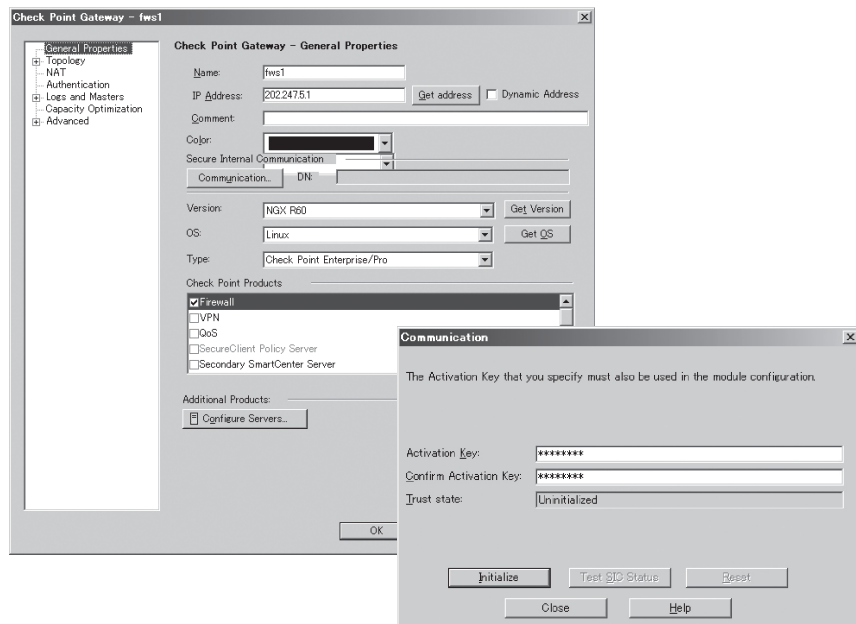 Check Point Gateway - fws1
General Properties
Topology
NAT
Authentication
Logs and Masters
Capacity Optimization
Advanced
Check Point Gateway - General Properties
Name: fws1
IP Address: 202.247.5.1 Get address Dynamic Address
Comment:
Color:
Secure Internal Communication
Communication... DN:
Version: NGX R60 Get Version
OS: Linux Get OS
Type: Check Point Enterprise/Pro
Check Point Products
Firewall
VPN
QoS
SecureClient Policy Server
Secondary SmartCenter Server
Additional Products:
Configure Servers...
OK
Communication
The Activation Key that you specify must also be used in the module configuration.
Activation Key: ********
Confirm Activation Key: ********
Trust state: Uninitialized
Initialize Test SIC Status Reset
Close Help